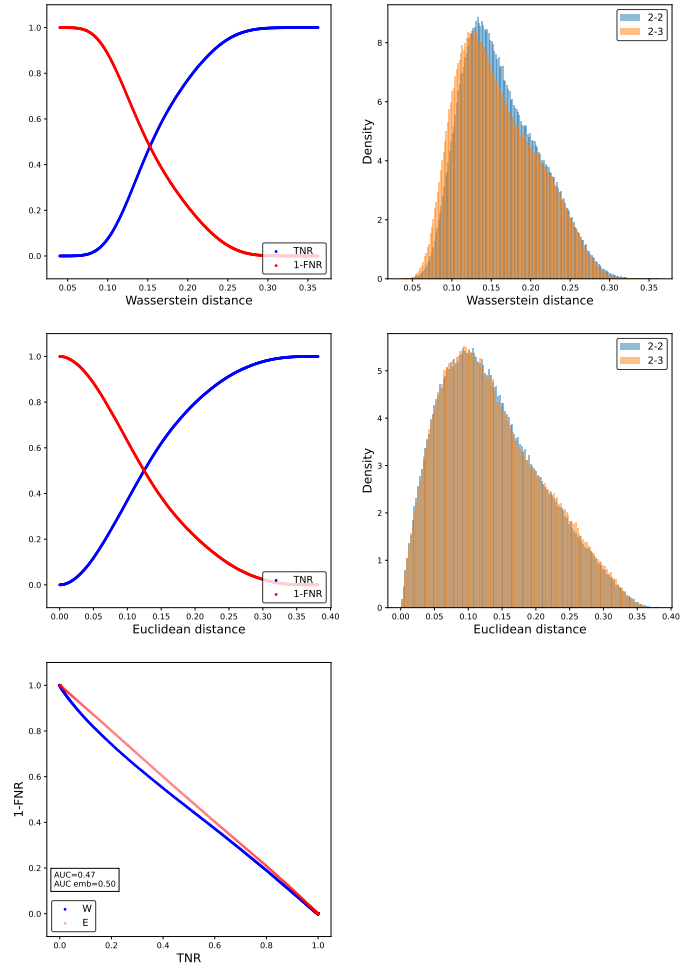 1.0
0.8
0.6
0.4
0.2
0.0
0.05 0.10 0.15 0.20 0.25 0.30 0.35
Wasserstein distance
TNR
1-FNR
8
6
4
2
0
Density
0.00 0.05 0.10 0.15 0.20 0.25 0.30 0.35
Wasserstein distance
2-2
2-3
1.0
0.8
0.6
0.4
0.2
0.0
0.00 0.05 0.10 0.15 0.20 0.25 0.30 0.35 0.40
Euclidean distance
TNR
1-FNR
5
4
3
2
1
0
Density
0.00 0.05 0.10 0.15 0.20 0.25 0.30 0.35 0.40
Euclidean distance
2-2
2-3
1.0
0.8
0.6
0.4
0.2
0.0
1-FNR
AUC=0.47
AUC emb=0.50
W
E
0.0 0.2 0.4 0.6 0.8 1.0
TNR